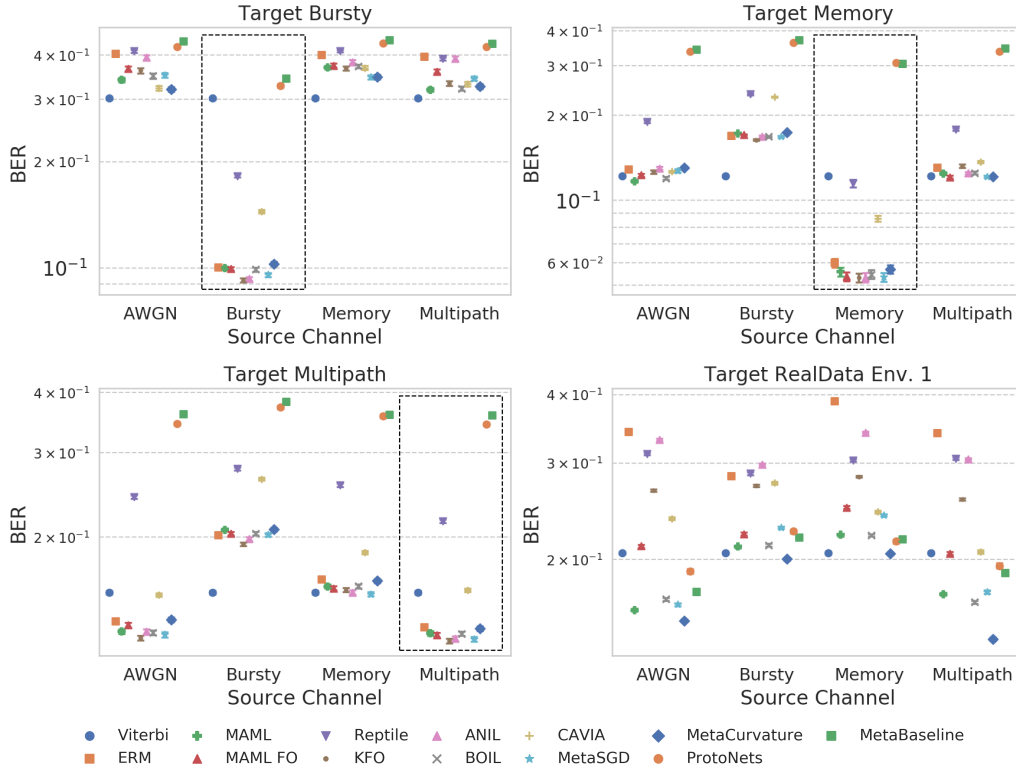 Target Bursty
4 × 10⁻¹
3 × 10⁻¹
2 × 10⁻¹
10⁻¹
BER
AWGN Bursty Memory Multipath
Source Channel
Target Memory
4 × 10⁻¹
3 × 10⁻¹
2 × 10⁻¹
10⁻¹
6 × 10⁻²
BER
AWGN Bursty Memory Multipath
Source Channel
Target Multipath
4 × 10⁻¹
3 × 10⁻¹
2 × 10⁻¹
BER
AWGN Bursty Memory Multipath
Source Channel
Target RealData Env. 1
4 × 10⁻¹
3 × 10⁻¹
2 × 10⁻¹
BER
AWGN Bursty Memory Multipath
Source Channel
Viterbi MAML Reptile ANIL CAVIA MetaCurvature MetaBaseline
ERM MAML FO KFO BOIL MetaSGD ProtoNets